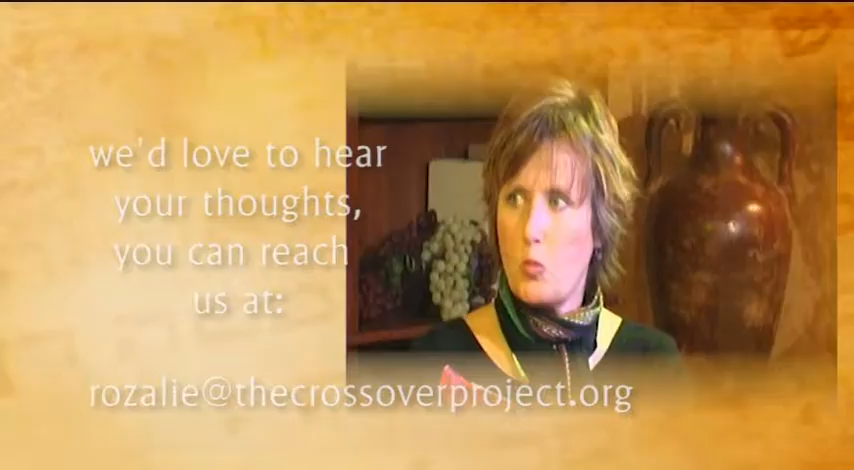 we'd love to hear
your thoughts,
you can reach
us at:
rozalie@thecrossoverproject.org